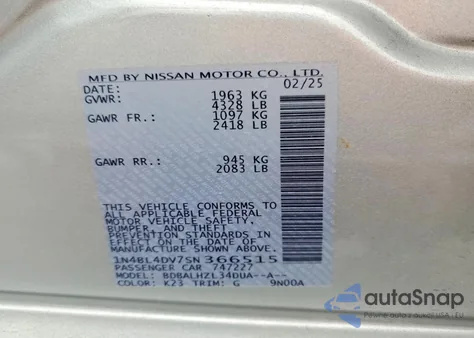 MFD BY NISSAN MOTOR CO., LTD.
DATE: 02/25
GVWR: 1963 KG
4328 LB
GAWR FR.: 1097 KG
2418 LB
GAWR RR.: 945 KG
2083 LB
THIS VEHICLE CONFORMS TO
ALL APPLICABLE FEDERAL
MOTOR VEHICLE SAFETY,
BUMPER, AND THEFT
PREVENTION STANDARDS IN
EFFECT ON THE DATE OF
MANUFACTURE SHOWN ABOVE.
1N4BL4DV7SN366515
PASSENGER CAR 747227
MODEL: BDBALHZL34DUA--A--
COLOR: K23 TRIM: G 9N00A
autoSnap